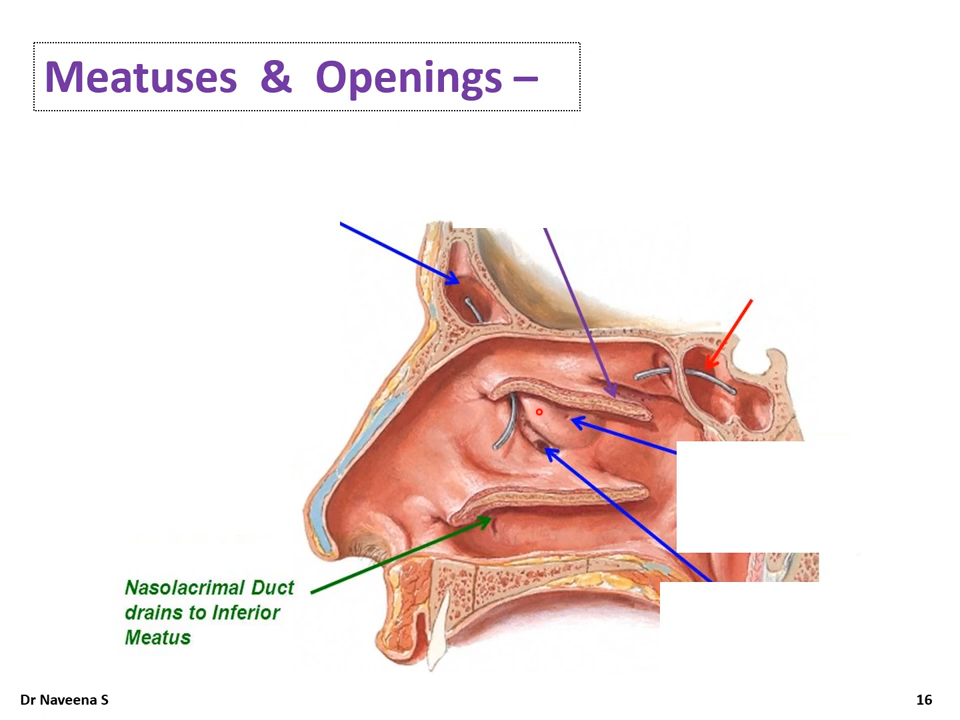 Meatuses & Openings –
Nasolacrimal Duct
drains to Inferior
Meatus
Dr Naveena S
16